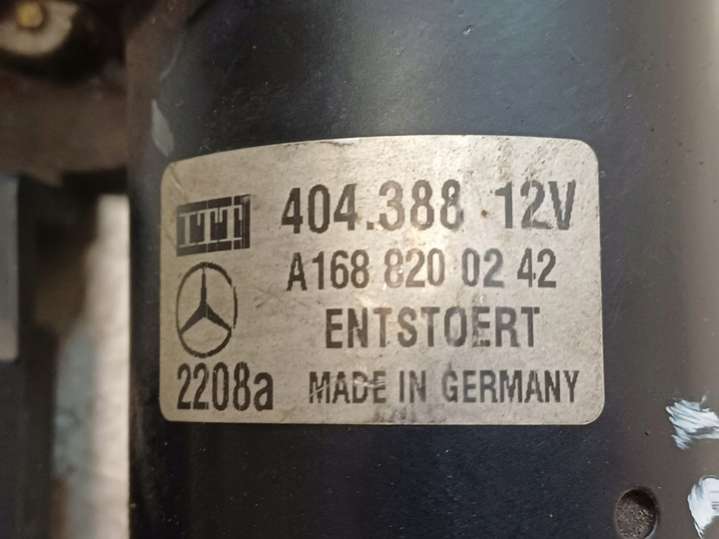 ITT 404.388 12V
A168 820 02 42
ENTSTOERT
2208a MADE IN GERMANY